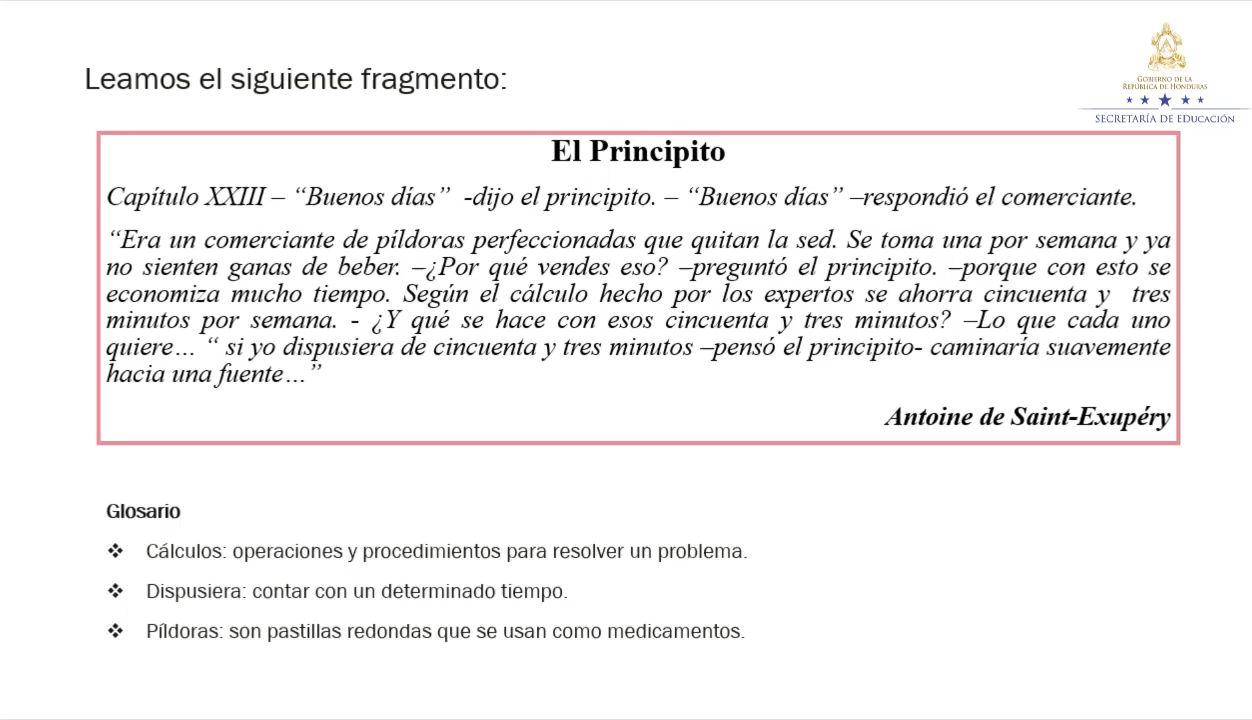 GOBIERNO DE LA
REPÚBLICA DE HONDURAS
SECRETARÍA DE EDUCACIÓN
Leamos el siguiente fragmento:
El Principito
Capítulo XXIII – “Buenos días” -dijo el principito. – “Buenos días” –respondió el comerciante.
“Era un comerciante de píldoras perfeccionadas que quitan la sed. Se toma una por semana y ya
no sienten ganas de beber. –¿Por qué vendes eso? –preguntó el principito. –porque con esto se
economiza mucho tiempo. Según el cálculo hecho por los expertos se ahorra cincuenta y tres
minutos por semana. - ¿Y qué se hace con esos cincuenta y tres minutos? –Lo que cada uno
quiere… “ si yo dispusiera de cincuenta y tres minutos –pensó el principito- caminaría suavemente
hacia una fuente…”
Antoine de Saint-Exupéry
Glosario
❖ Cálculos: operaciones y procedimientos para resolver un problema.
❖ Dispusiera: contar con un determinado tiempo.
❖ Píldoras: son pastillas redondas que se usan como medicamentos.